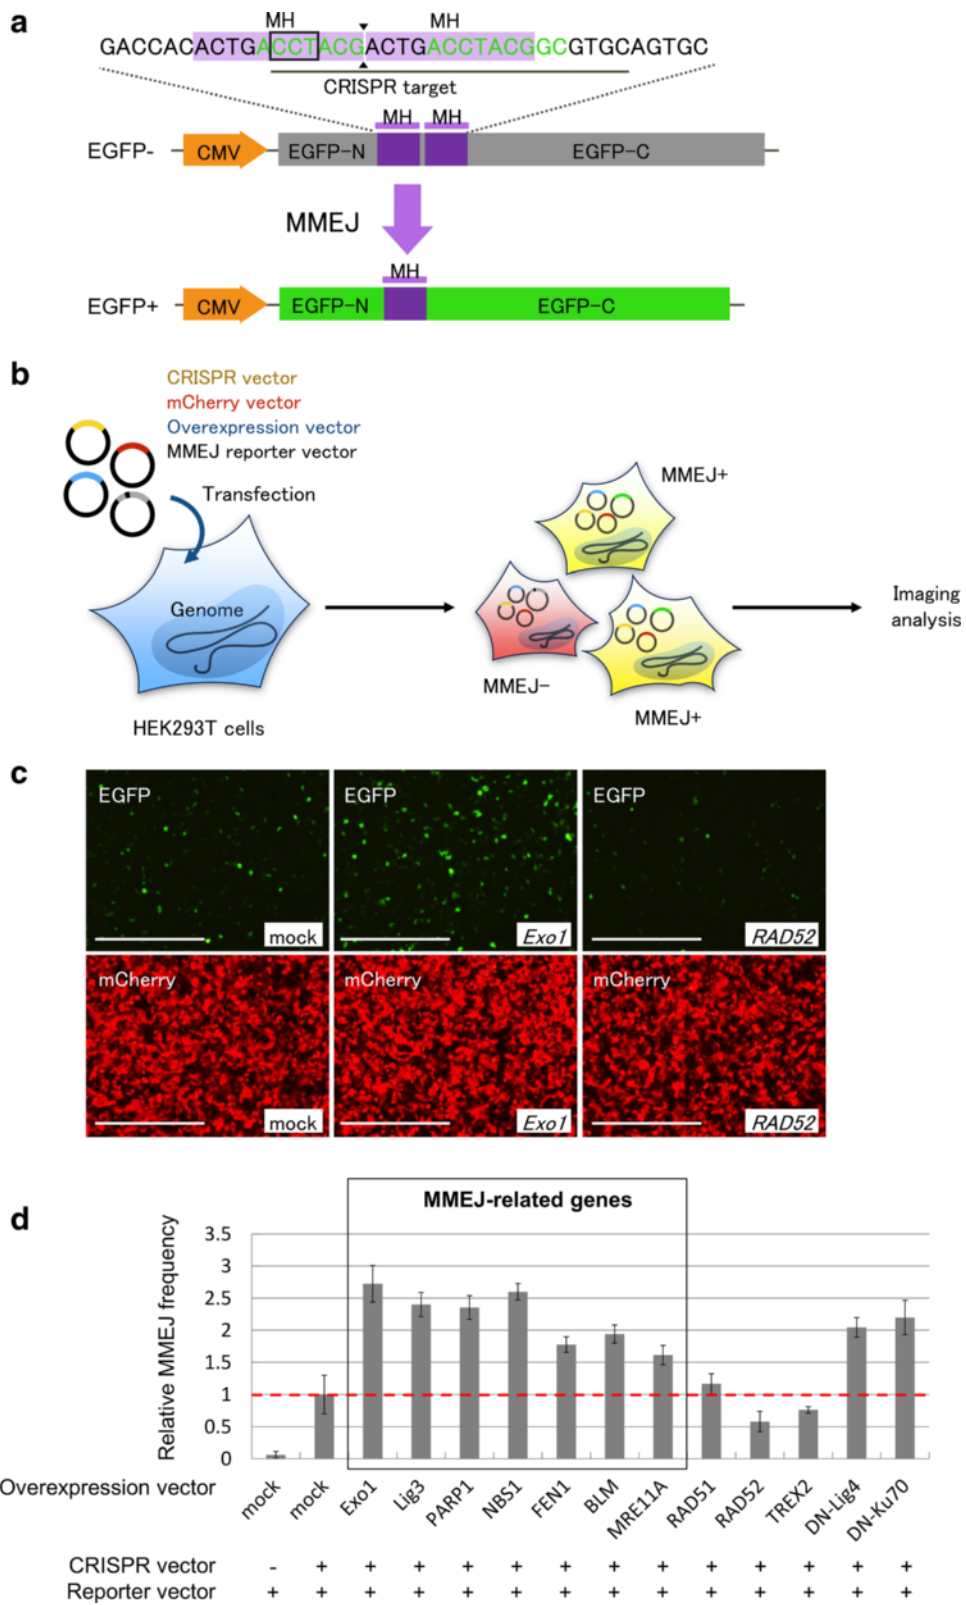 a
MH MH
GACCACACTGACCTACGACTGACCTACGGCGTGCAGTGC
CRISPR target
MH MH
EGFP- CMV EGFP-N EGFP-C
MMEJ
MH
EGFP+ CMV EGFP-N EGFP-C
b
CRISPR vector
mCherry vector
Overexpression vector
MMEJ reporter vector
Transfection
Genome
HEK293T cells
MMEJ+
MMEJ-
MMEJ+
Imaging
analysis
c
EGFP EGFP EGFP
mock Exo1 RAD52
mCherry mCherry mCherry
mock Exo1 RAD52
d
MMEJ-related genes
Relative MMEJ frequency
3.5
3
2.5
2
1.5
1
0.5
0
Overexpression vector mock mock Exo1 Lig3 PARP1 NBS1 FEN1 BLM MRE11A RAD51 RAD52 TREX2 DN-Lig4 DN-Ku70
CRISPR vector - + + + + + + + + + + + + +
Reporter vector + + + + + + + + + + + + + +